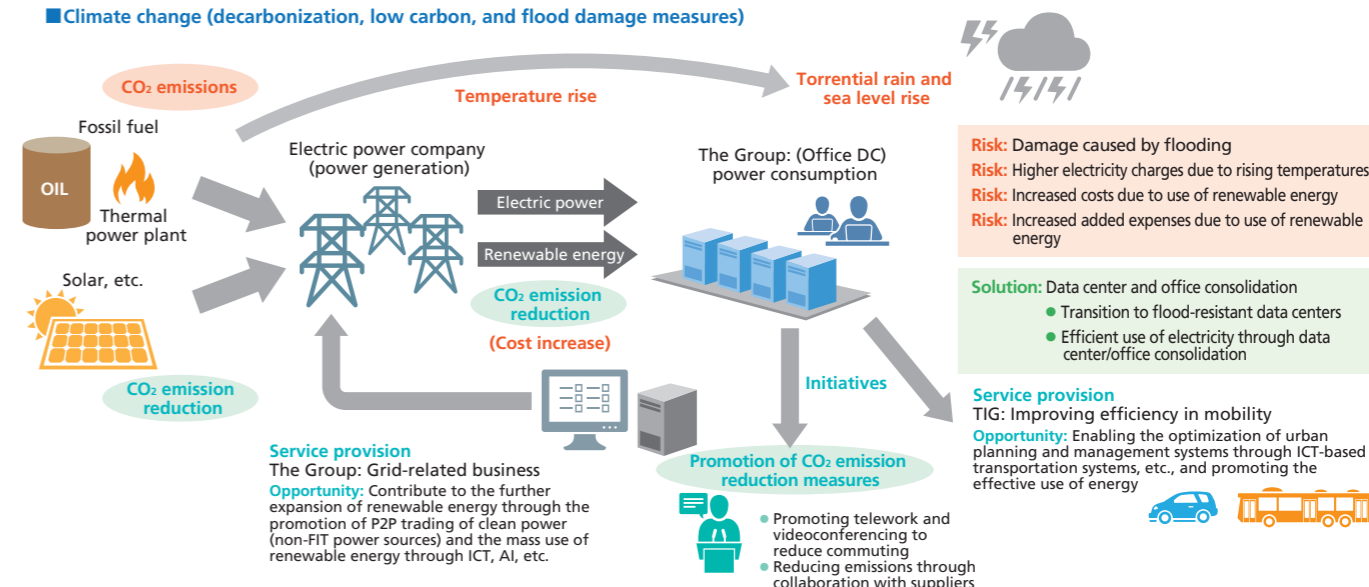 ■Climate change (decarbonization, low carbon, and flood damage measures)
CO₂ emissions
Temperature rise
Torrential rain and
sea level rise
Fossil fuel
OIL
Thermal
power plant
Solar, etc.
CO₂ emission
reduction
Electric power company
(power generation)
Electric power
Renewable energy
CO₂ emission
reduction
(Cost increase)
The Group: (Office DC)
power consumption
Risk: Damage caused by flooding
Risk: Higher electricity charges due to rising temperatures
Risk: Increased costs due to use of renewable energy
Risk: Increased added expenses due to use of renewable
energy
Solution: Data center and office consolidation
● Transition to flood-resistant data centers
● Efficient use of electricity through data
center/office consolidation
Service provision
The Group: Grid-related business
Opportunity: Contribute to the further
expansion of renewable energy through the
promotion of P2P trading of clean power
(non-FIT power sources) and the mass use of
renewable energy through ICT, AI, etc.
Initiatives
Promotion of CO₂ emission
reduction measures
● Promoting telework and
videoconferencing to
reduce commuting
● Reducing emissions through
collaboration with suppliers
Service provision
TIG: Improving efficiency in mobility
Opportunity: Enabling the optimization of urban
planning and management systems through ICT-based
transportation systems, etc., and promoting the
effective use of energy